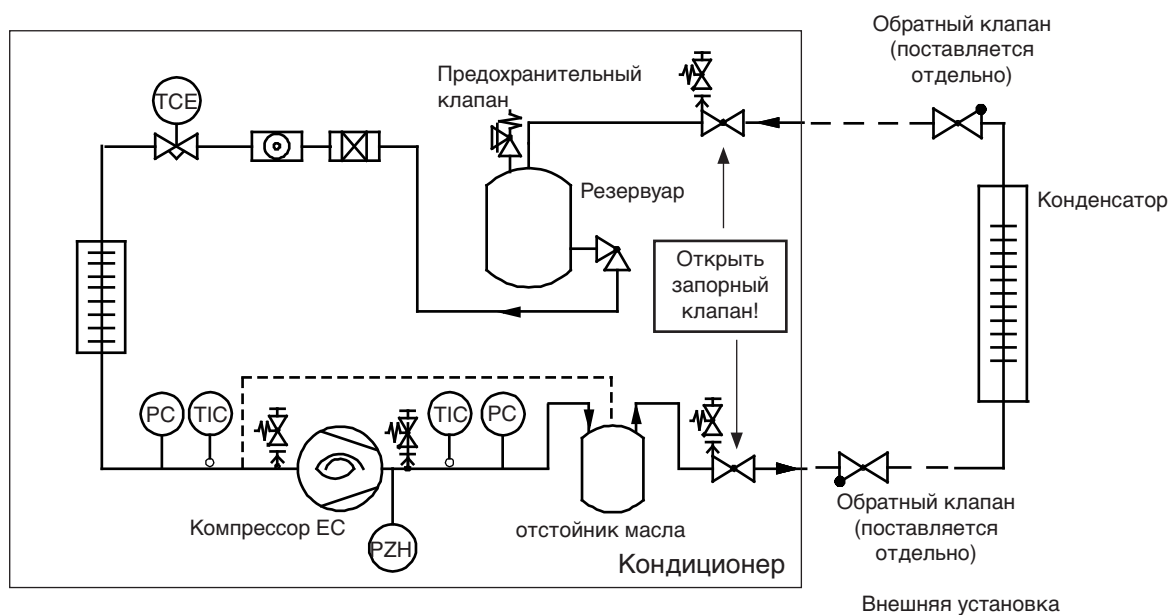 Обратный клапан
(поставляется
отдельно)
Предохранительный
клапан
TCE
Резервуар
Конденсатор
Открыть
запорный
клапан!
PC
TIC
TIC
PC
Компрессор EC
отстойник масла
PZH
Обратный клапан
(поставляется
отдельно)
Кондиционер
Внешняя установка